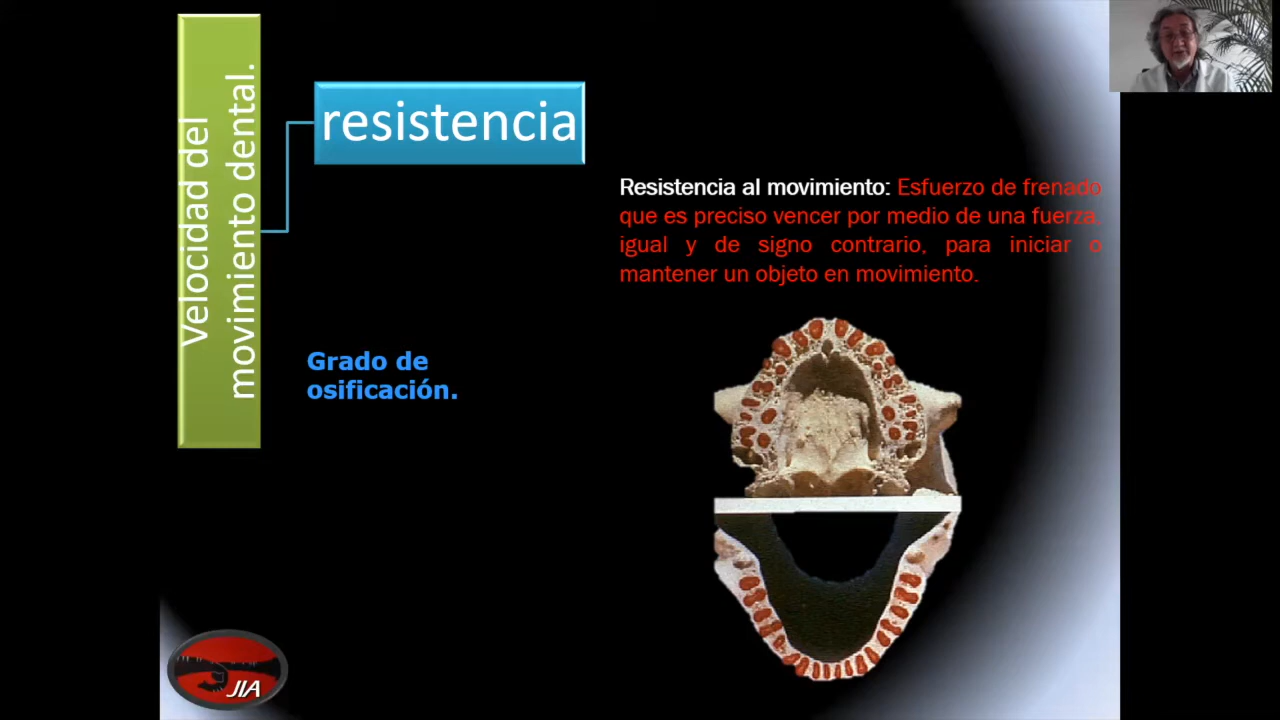 Velocidad del
movimiento dental.
resistencia
Resistencia al movimiento: Esfuerzo de frenado
que es preciso vencer por medio de una fuerza,
igual y de signo contrario, para iniciar o
mantener un objeto en movimiento.
Grado de
osificación.
JIA